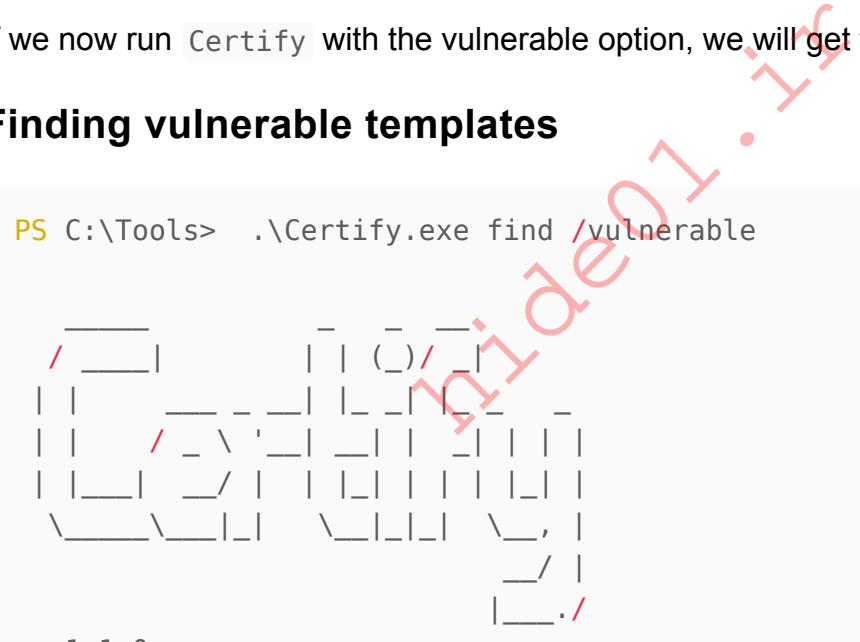 we now run Certify with the vulnerable option, we will get
Finding vulnerable templates
PS C:\Tools>  .\Certify.exe find /vulnerable
   _____          _   _  __
  / ____|        | | (_)/ _|
 | |     ___ _ __| |_ _| |_ _   _
 | |    / _ \ '__| __| |  _| | | |
 | |___|  __/ |  | |_| | | | |_| |
  \_____\___|_|   \__|_|_|  \__, |
                             __/ |
                            |___./
hide01.ir